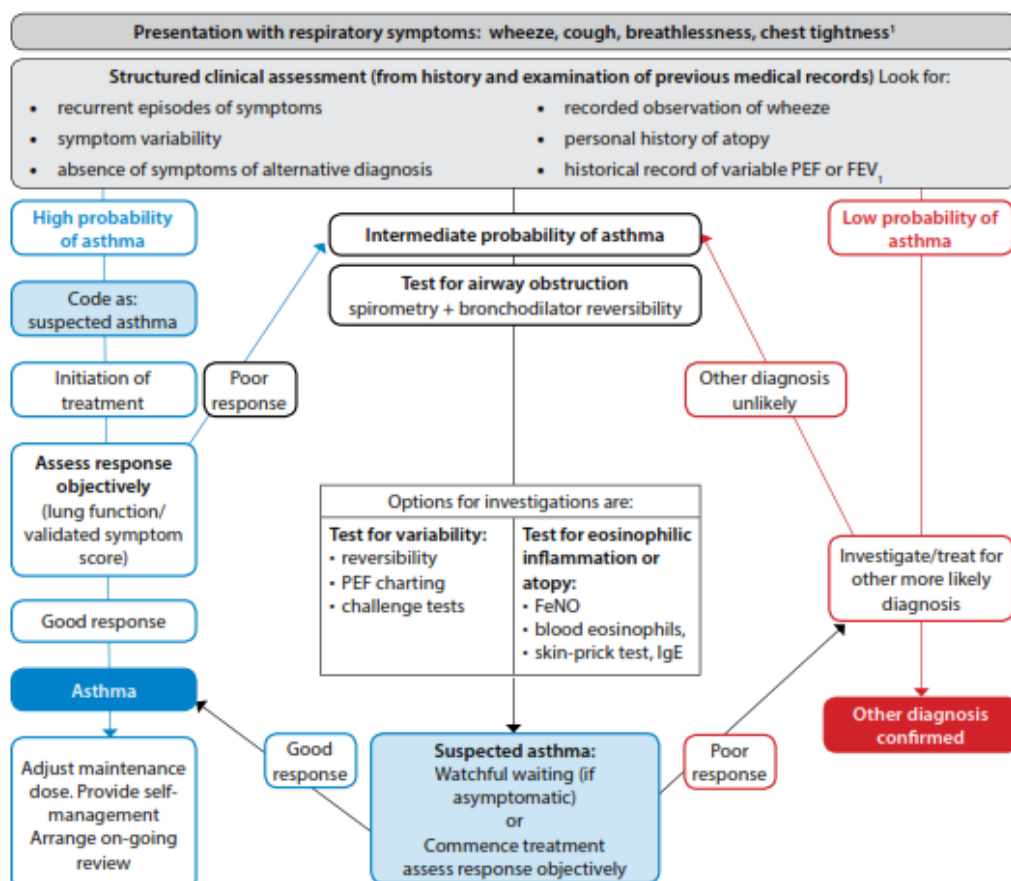 Presentation with respiratory symptoms: wheeze, cough, breathlessness, chest tightness¹
Structured clinical assessment (from history and examination of previous medical records) Look for:
• recurrent episodes of symptoms
• symptom variability
• absence of symptoms of alternative diagnosis
• recorded observation of wheeze
• personal history of atopy
• historical record of variable PEF or FEV₁
High probability
of asthma
Code as:
suspected asthma
Initiation of
treatment
Assess response
objectively
(lung function/
validated symptom
score)
Good response
Asthma
Adjust maintenance
dose. Provide self-
management
Arrange on-going
review
Poor
response
Intermediate probability of asthma
Test for airway obstruction
spirometry + bronchodilator reversibility
Options for investigations are:
Test for variability:
• reversibility
• PEF charting
• challenge tests
Test for eosinophilic
inflammation or
atopy:
• FeNO
• blood eosinophils,
• skin-prick test, IgE
Good
response
Suspected asthma:
Watchful waiting (if
asymptomatic)
or
Commence treatment
assess response objectively
Poor
response
Low probability of
asthma
Other diagnosis
unlikely
Investigate/treat for
other more likely
diagnosis
Other diagnosis
confirmed